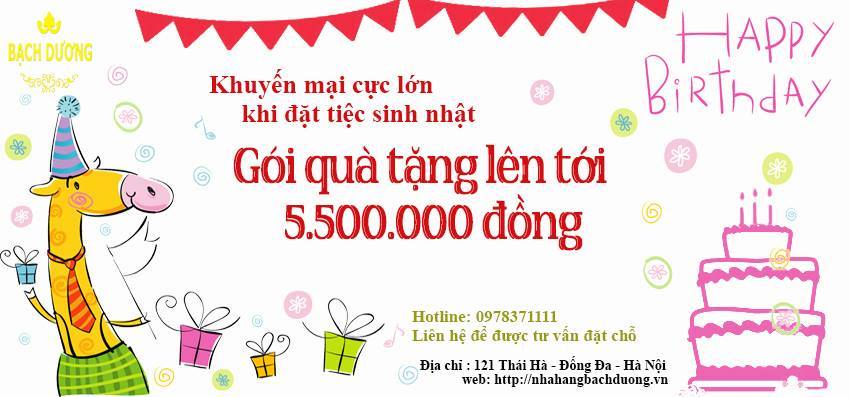 BẠCH DƯƠNG
HAPPY
BiRThDAY
Khuyến mại cực lớn
khi đặt tiệc sinh nhật
Gói quà tặng lên tới
5.500.000 đồng
Hotline: 0978371111
Liên hệ để được tư vấn đặt chỗ
Địa chỉ : 121 Thái Hà - Đống Đa - Hà Nội
web: http://nhahangbachduong.vn